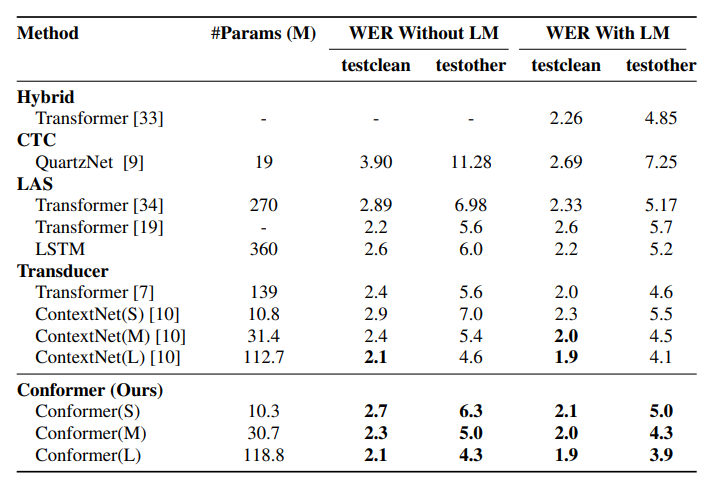 Method #Params (M) WER Without LM WER With LM
testclean testother testclean testother
Hybrid
Transformer [33] - - - 2.26 4.85
CTC
QuartzNet [9] 19 3.90 11.28 2.69 7.25
LAS
Transformer [34] 270 2.89 6.98 2.33 5.17
Transformer [19] - 2.2 5.6 2.6 5.7
LSTM 360 2.6 6.0 2.2 5.2
Transducer
Transformer [7] 139 2.4 5.6 2.0 4.6
ContextNet(S) [10] 10.8 2.9 7.0 2.3 5.5
ContextNet(M) [10] 31.4 2.4 5.4 2.0 4.5
ContextNet(L) [10] 112.7 2.1 4.6 1.9 4.1
Conformer (Ours)
Conformer(S) 10.3 2.7 6.3 2.1 5.0
Conformer(M) 30.7 2.3 5.0 2.0 4.3
Conformer(L) 118.8 2.1 4.3 1.9 3.9